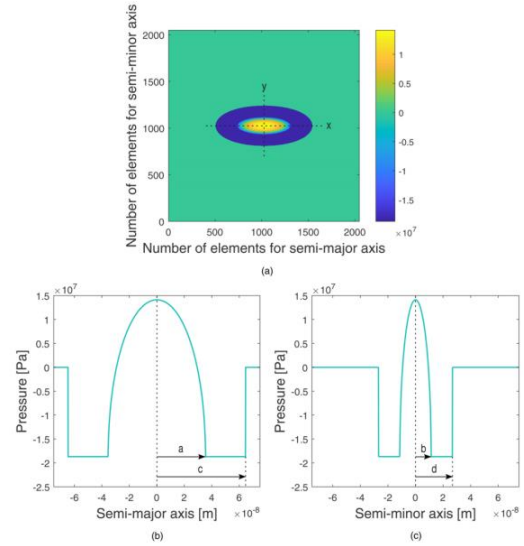 Number of elements for semi-minor axis
2000
1500
1000
500
0
y
x
0
500
1000
1500
2000
Number of elements for semi-major axis
1
0.5
0
-0.5
-1
-1.5
×10⁷
(a)
×10⁷
1.5
1
0.5
0
-0.5
-1
-1.5
-2
-2.5
Pressure [Pa]
a
c
-6 -4 -2 0 2 4 6
Semi-major axis [m] ×10⁻⁸
(b)
×10⁷
1.5
1
0.5
0
-0.5
-1
-1.5
-2
-2.5
Pressure [Pa]
b
d
-6 -4 -2 0 2 4 6
Semi-minor axis [m] ×10⁻⁸
(c)